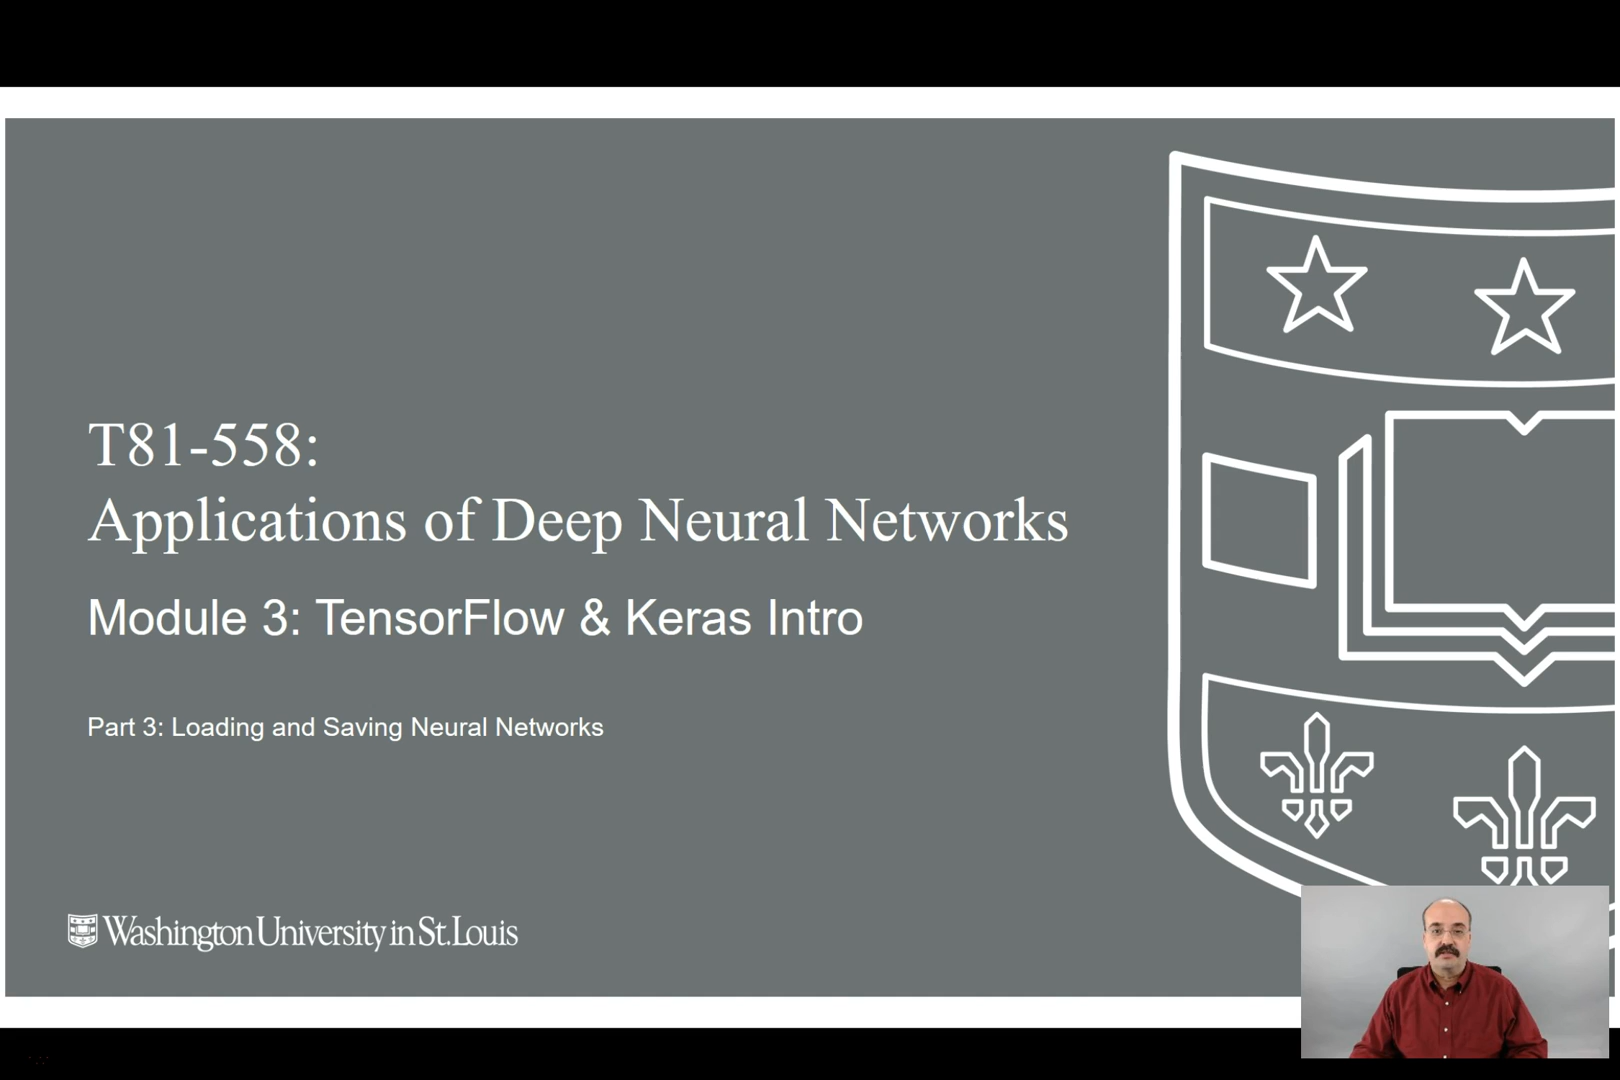 T81-558:
Applications of Deep Neural Networks
Module 3: TensorFlow & Keras Intro
Part 3: Loading and Saving Neural Networks
Washington University in St. Louis